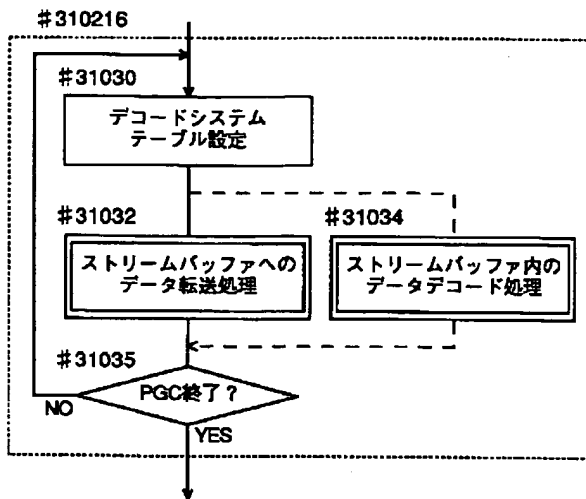 #310216
#31030
デコードシステム
テーブル設定
#31032
#31034
ストリームバッファへの
データ転送処理
ストリームバッファ内の
データデコード処理
#31035
PGC終了?
NO
YES